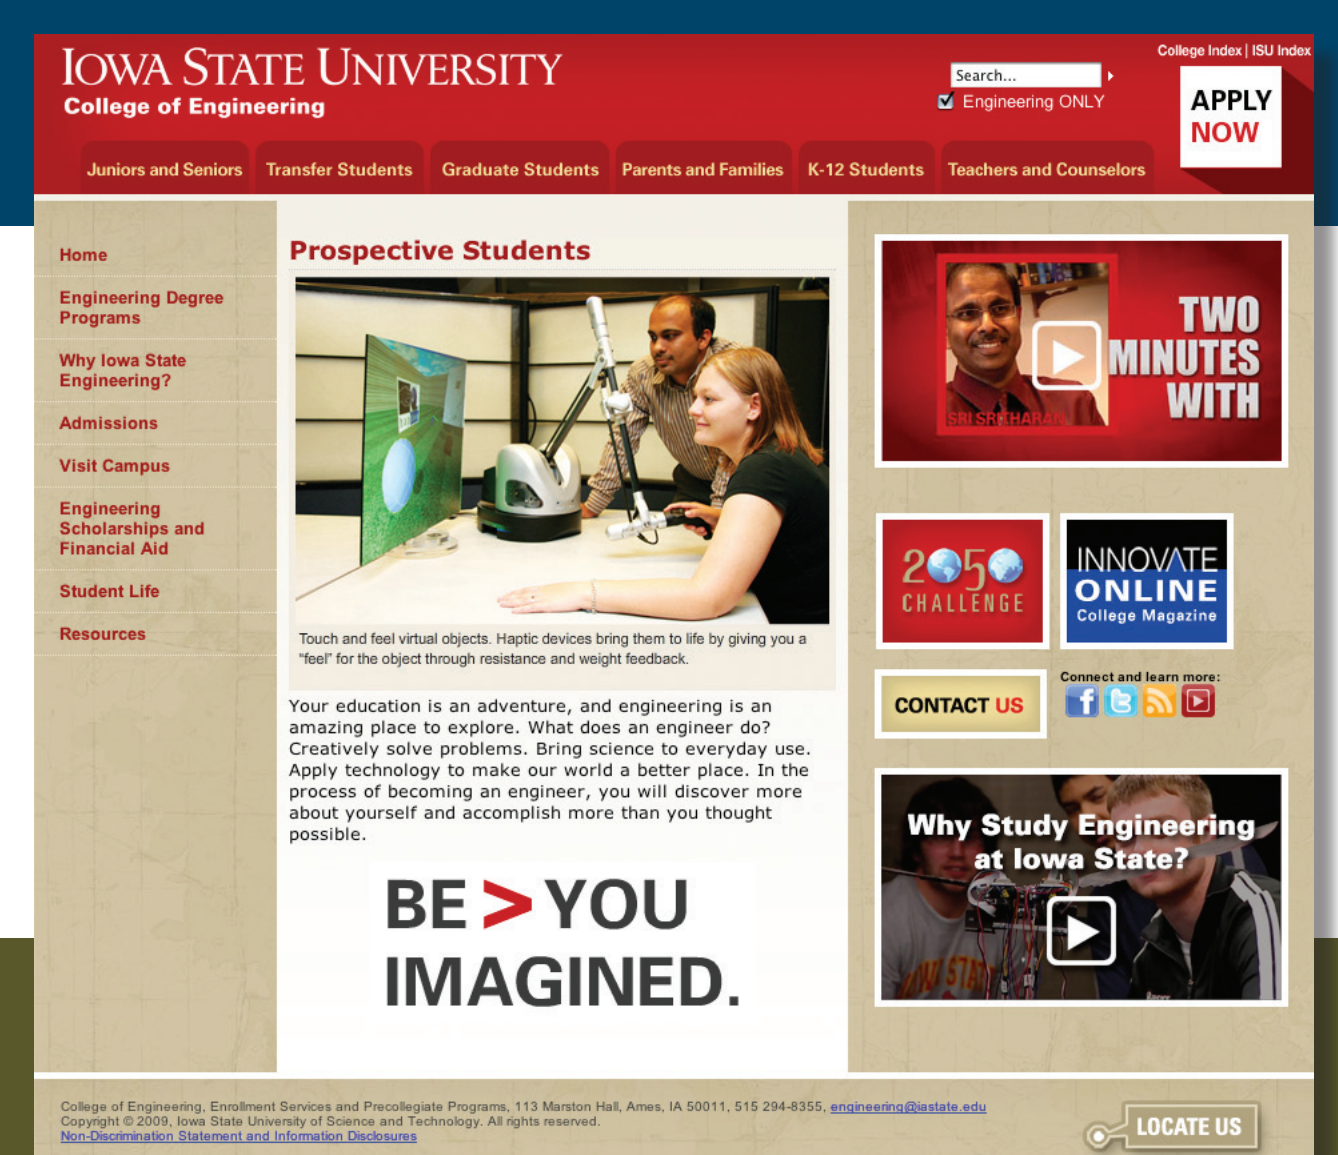 College Index | ISU Index
IOWA STATE UNIVERSITY
College of Engineering
Search...
Engineering ONLY
APPLY
NOW
Juniors and Seniors
Transfer Students
Graduate Students
Parents and Families
K-12 Students
Teachers and Counselors
Home
Engineering Degree
Programs
Why Iowa State
Engineering?
Admissions
Visit Campus
Engineering
Scholarships and
Financial Aid
Student Life
Resources
Prospective Students
Touch and feel virtual objects. Haptic devices bring them to life by giving you a
"feel" for the object through resistance and weight feedback.
Your education is an adventure, and engineering is an
amazing place to explore. What does an engineer do?
Creatively solve problems. Bring science to everyday use.
Apply technology to make our world a better place. In the
process of becoming an engineer, you will discover more
about yourself and accomplish more than you thought
possible.
BE > YOU
IMAGINED.
TWO
MINUTES
WITH
SRI SRITHARAN
2050
CHALLENGE
INNOVATE
ONLINE
College Magazine
CONTACT US
Connect and learn more:
Why Study Engineering
at Iowa State?
IOWA STATE
College of Engineering, Enrollment Services and Precollegiate Programs, 113 Marston Hall, Ames, IA 50011, 515 294-8355, engineering@iastate.edu
Copyright © 2009, Iowa State University of Science and Technology. All rights reserved.
Non-Discrimination Statement and Information Disclosures
LOCATE US